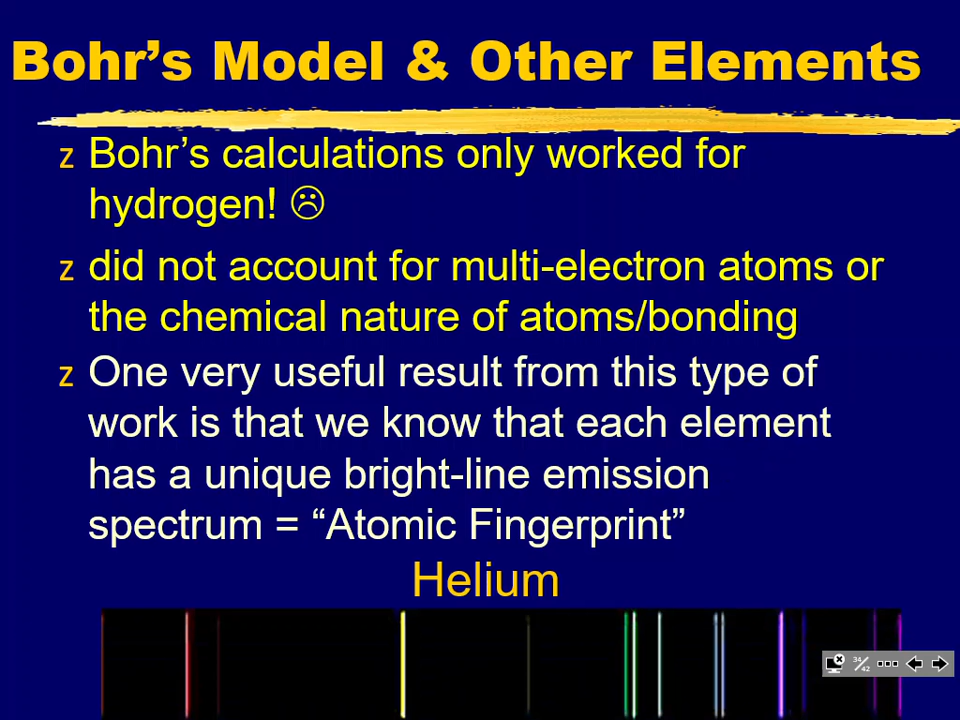 Bohr’s Model & Other Elements
z Bohr’s calculations only worked for
hydrogen! ☹
z did not account for multi-electron atoms or
the chemical nature of atoms/bonding
z One very useful result from this type of
work is that we know that each element
has a unique bright-line emission
spectrum = “Atomic Fingerprint”
Helium
34/42